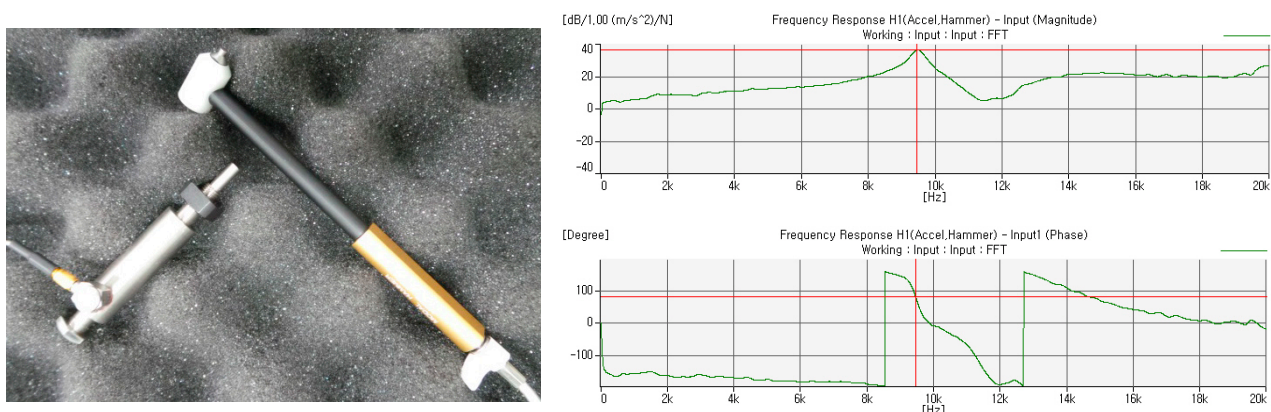 [dB/1,00 (m/s^2)/N] Frequency Response H1(Accel,Hammer) - Input (Magnitude)
Working : Input : Input : FFT
40
20
0
-20
-40
0 2k 4k 6k 8k 10k 12k 14k 16k 18k 20k
[Hz]
[Degree] Frequency Response H1(Accel,Hammer) - Input1 (Phase)
Working : Input : Input : FFT
100
0
-100
0 2k 4k 6k 8k 10k 12k 14k 16k 18k 20k
[Hz]